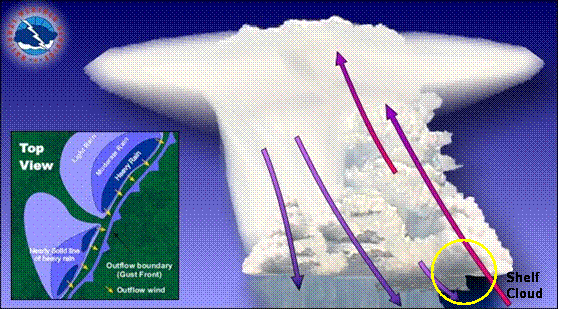 Top
View
Light Rain
Moderate Rain
Heavy Rain
Nearly Solid line
of heavy rain
Outflow boundary
(Gust Front)
Outflow wind
Shelf
Cloud